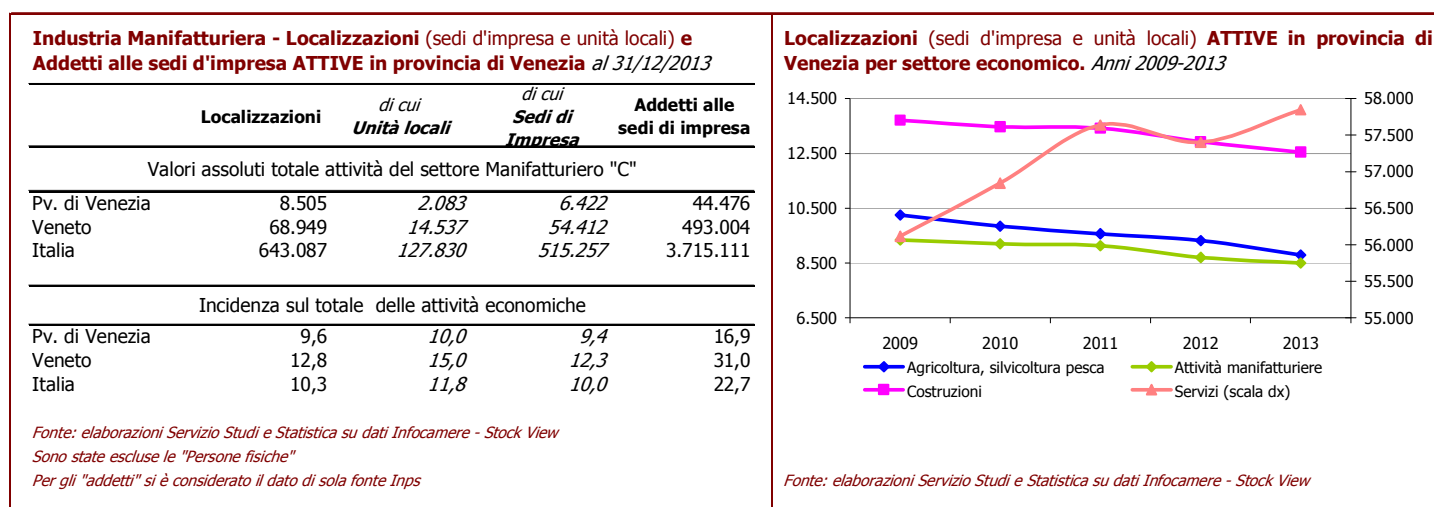 Industria Manifatturiera - Localizzazioni (sedi d'impresa e unità locali) e
Addetti alle sedi d'impresa ATTIVE in provincia di Venezia al 31/12/2013
Localizzazioni di cui Unità locali di cui Sedi di Impresa Addetti alle sedi di impresa
Valori assoluti totale attività del settore Manifatturiero "C"
Pv. di Venezia 8.505 2.083 6.422 44.476
Veneto 68.949 14.537 54.412 493.004
Italia 643.087 127.830 515.257 3.715.111
Incidenza sul totale delle attività economiche
Pv. di Venezia 9,6 10,0 9,4 16,9
Veneto 12,8 15,0 12,3 31,0
Italia 10,3 11,8 10,0 22,7
Fonte: elaborazioni Servizio Studi e Statistica su dati Infocamere - Stock View
Sono state escluse le "Persone fisiche"
Per gli "addetti" si è considerato il dato di sola fonte Inps
Localizzazioni (sedi d'impresa e unità locali) ATTIVE in provincia di
Venezia per settore economico. Anni 2009-2013
14.500
12.500
10.500
8.500
6.500
58.000
57.500
57.000
56.500
56.000
55.500
55.000
2009 2010 2011 2012 2013
Agricoltura, silvicoltura pesca Attività manifatturiere
Costruzioni Servizi (scala dx)
Fonte: elaborazioni Servizio Studi e Statistica su dati Infocamere - Stock View